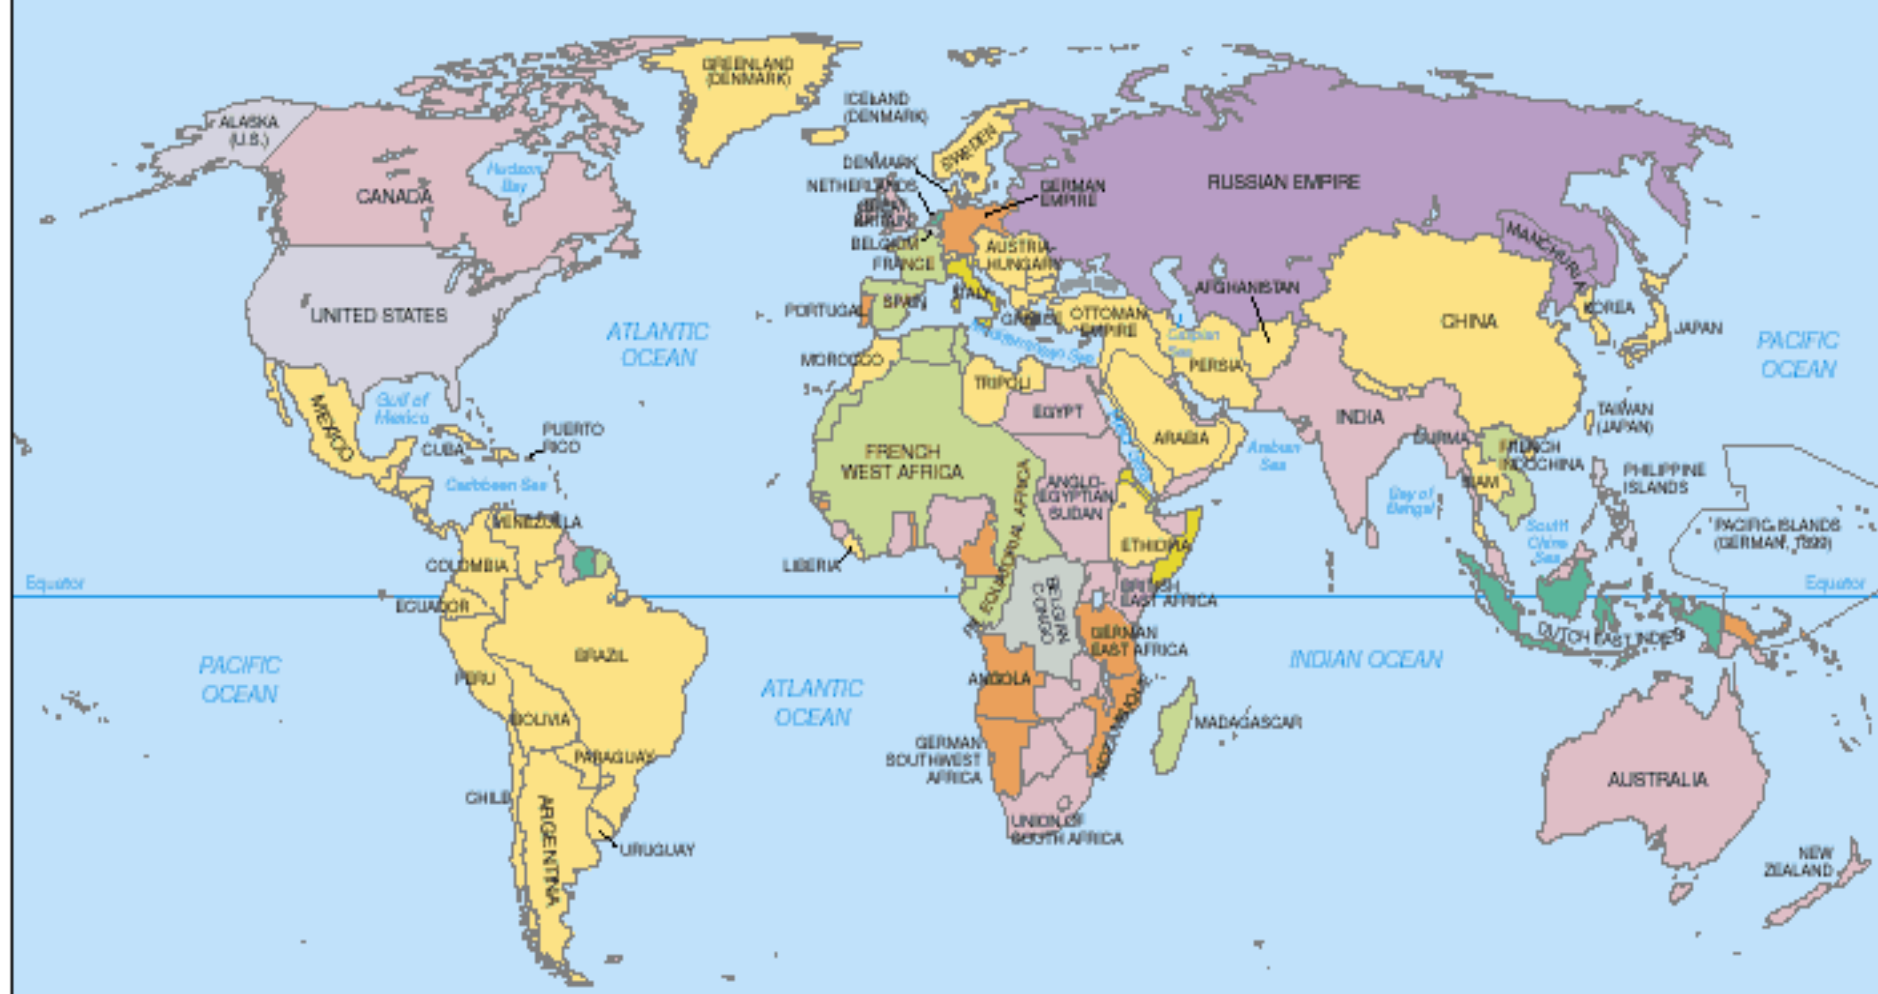 GREENLAND
(DENMARK)
ICELAND
(DENMARK)
ALASKA
(U.S.)
SWEDEN
DENMARK
Hudson
Bay
NETHERLANDS
GERMAN
EMPIRE
RUSSIAN EMPIRE
CANADA
GREAT
BRITAIN
BELGIUM
AUSTRIA-
HUNGARY
FRANCE
MANCHURIA
AFGHANISTAN
ITALY
SPAIN
PORTUGAL
UNITED STATES
GREECE
OTTOMAN
EMPIRE
KOREA
CHINA
JAPAN
ATLANTIC
OCEAN
Mediterranean Sea
Caspian
Sea
PACIFIC
OCEAN
MOROCCO
PERSIA
TRIPOLI
Gulf of
Mexico
MEXICO
EGYPT
INDIA
TAIWAN
(JAPAN)
PUERTO
RICO
CUBA
ARABIA
Arabian
Sea
BURMA
FRENCH
INDOCHINA
FRENCH
WEST AFRICA
Caribbean Sea
ANGLO-
EGYPTIAN
SUDAN
SIAM
PHILIPPINE
ISLANDS
Bay of
Bengal
VENEZUELA
South
China
Sea
PACIFIC ISLANDS
(GERMAN, 1899)
ETHIOPIA
LIBERIA
COLOMBIA
EQUATORIAL AFRICA
Equator
BELGIAN
CONGO
BRITISH
EAST AFRICA
Equator
ECUADOR
GERMAN
EAST AFRICA
DUTCH EAST INDIES
BRAZIL
INDIAN OCEAN
PACIFIC
OCEAN
PERU
ANGOLA
ATLANTIC
OCEAN
BOLIVIA
MOZAMBIQUE
MADAGASCAR
PARAGUAY
GERMAN
SOUTHWEST
AFRICA
AUSTRALIA
CHILE
ARGENTINA
UNION OF
SOUTH AFRICA
URUGUAY
NEW
ZEALAND